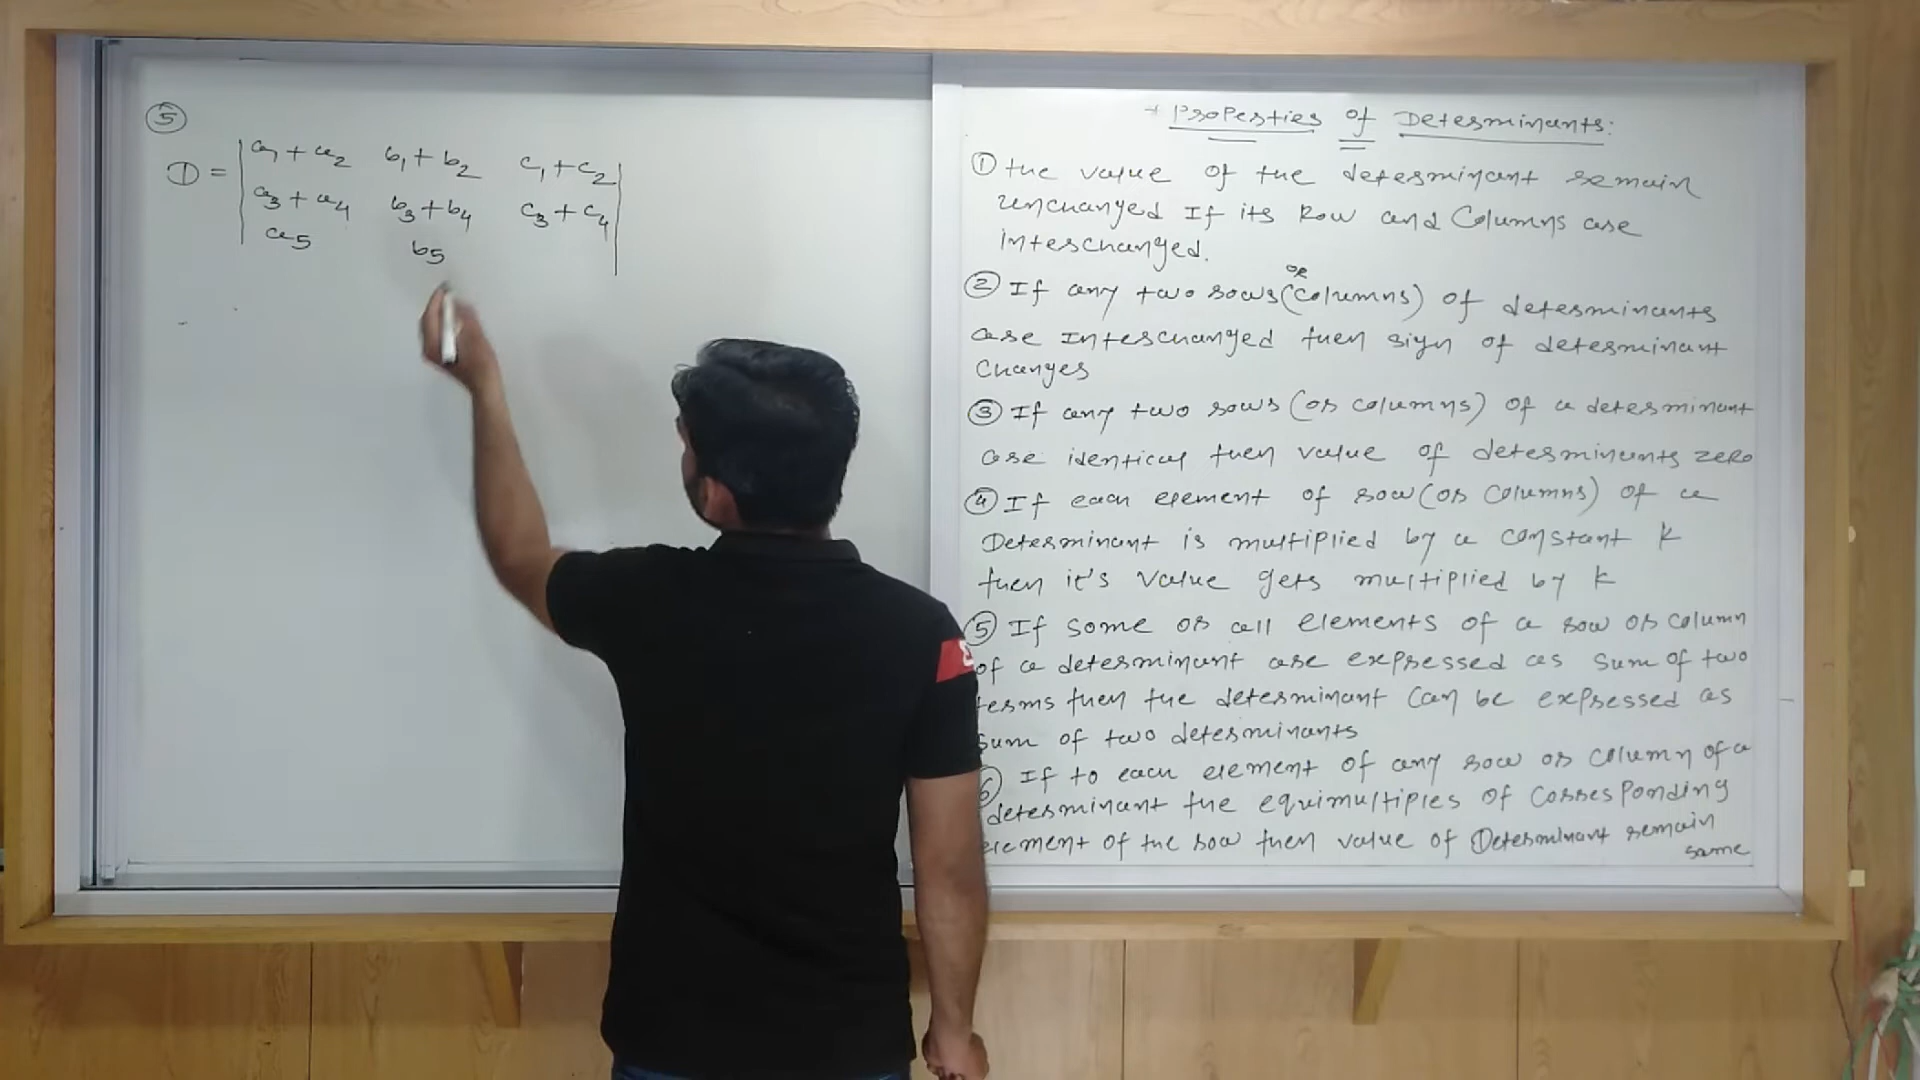 ⑤
D = | a₁ + a₂ b₁ + b₂ c₁ + c₂ |
a₃ + a₄ b₃ + b₄ c₃ + c₄
a₅ b₅
+ Properties of Determinants:
① the value of the determinant remain
unchanged If its Row and Columns are
interchanged.
② If any two rows (or columns) of determinants
are Interchanged then sign of determinant
changes
③ If any two rows (or columns) of a determinant
are identical then value of determinants zero
④ If each element of row (or columns) of a
Determinant is multiplied by a constant k
then it's value gets multiplied by k
⑤ If some or all elements of a row or column
of a determinant are expressed as sum of two
terms then the determinant can be expressed as
sum of two determinants
⑥ If to each element of any row or column of a
determinant the equimultiples of corresponding
element of the row then value of Determinant remain
same